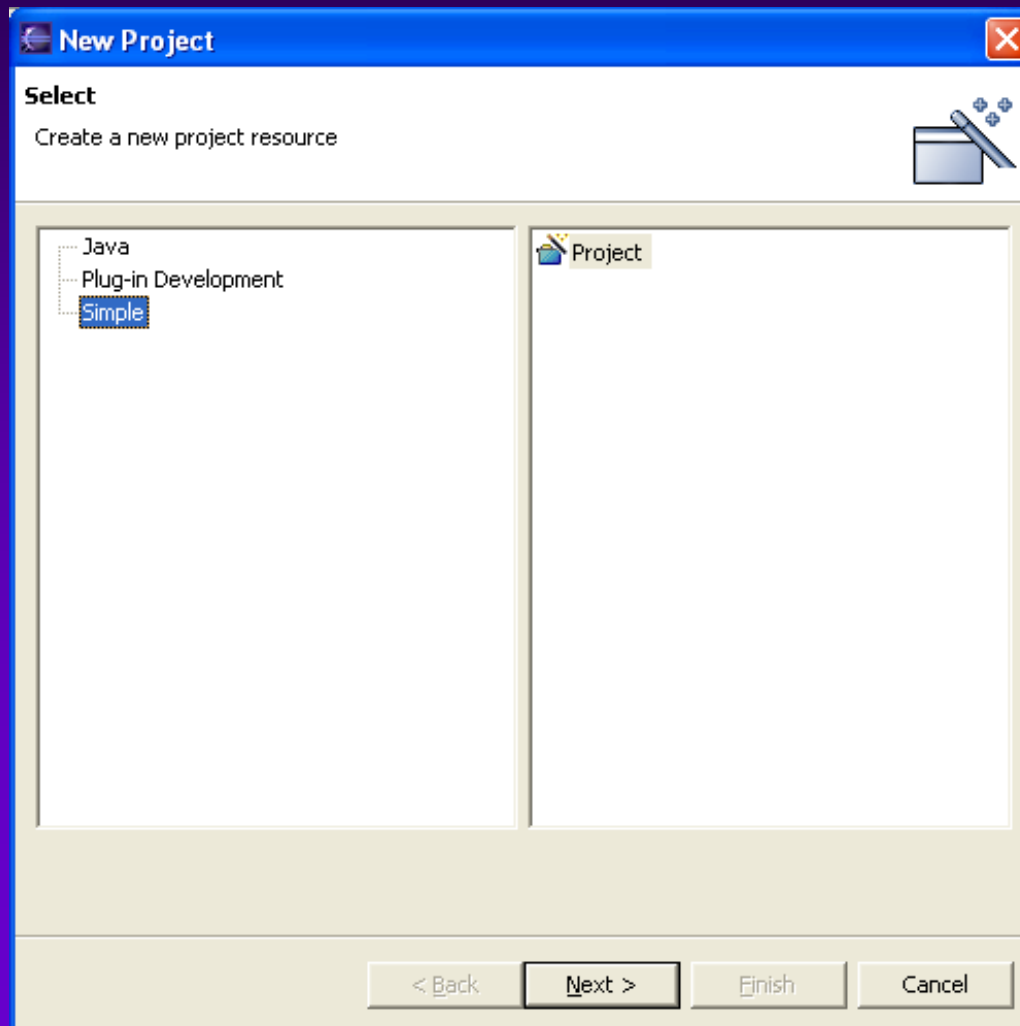 New Project
Select
Create a new project resource
Java
Plug-in Development
Simple
Project
< Back
Next >
Finish
Cancel